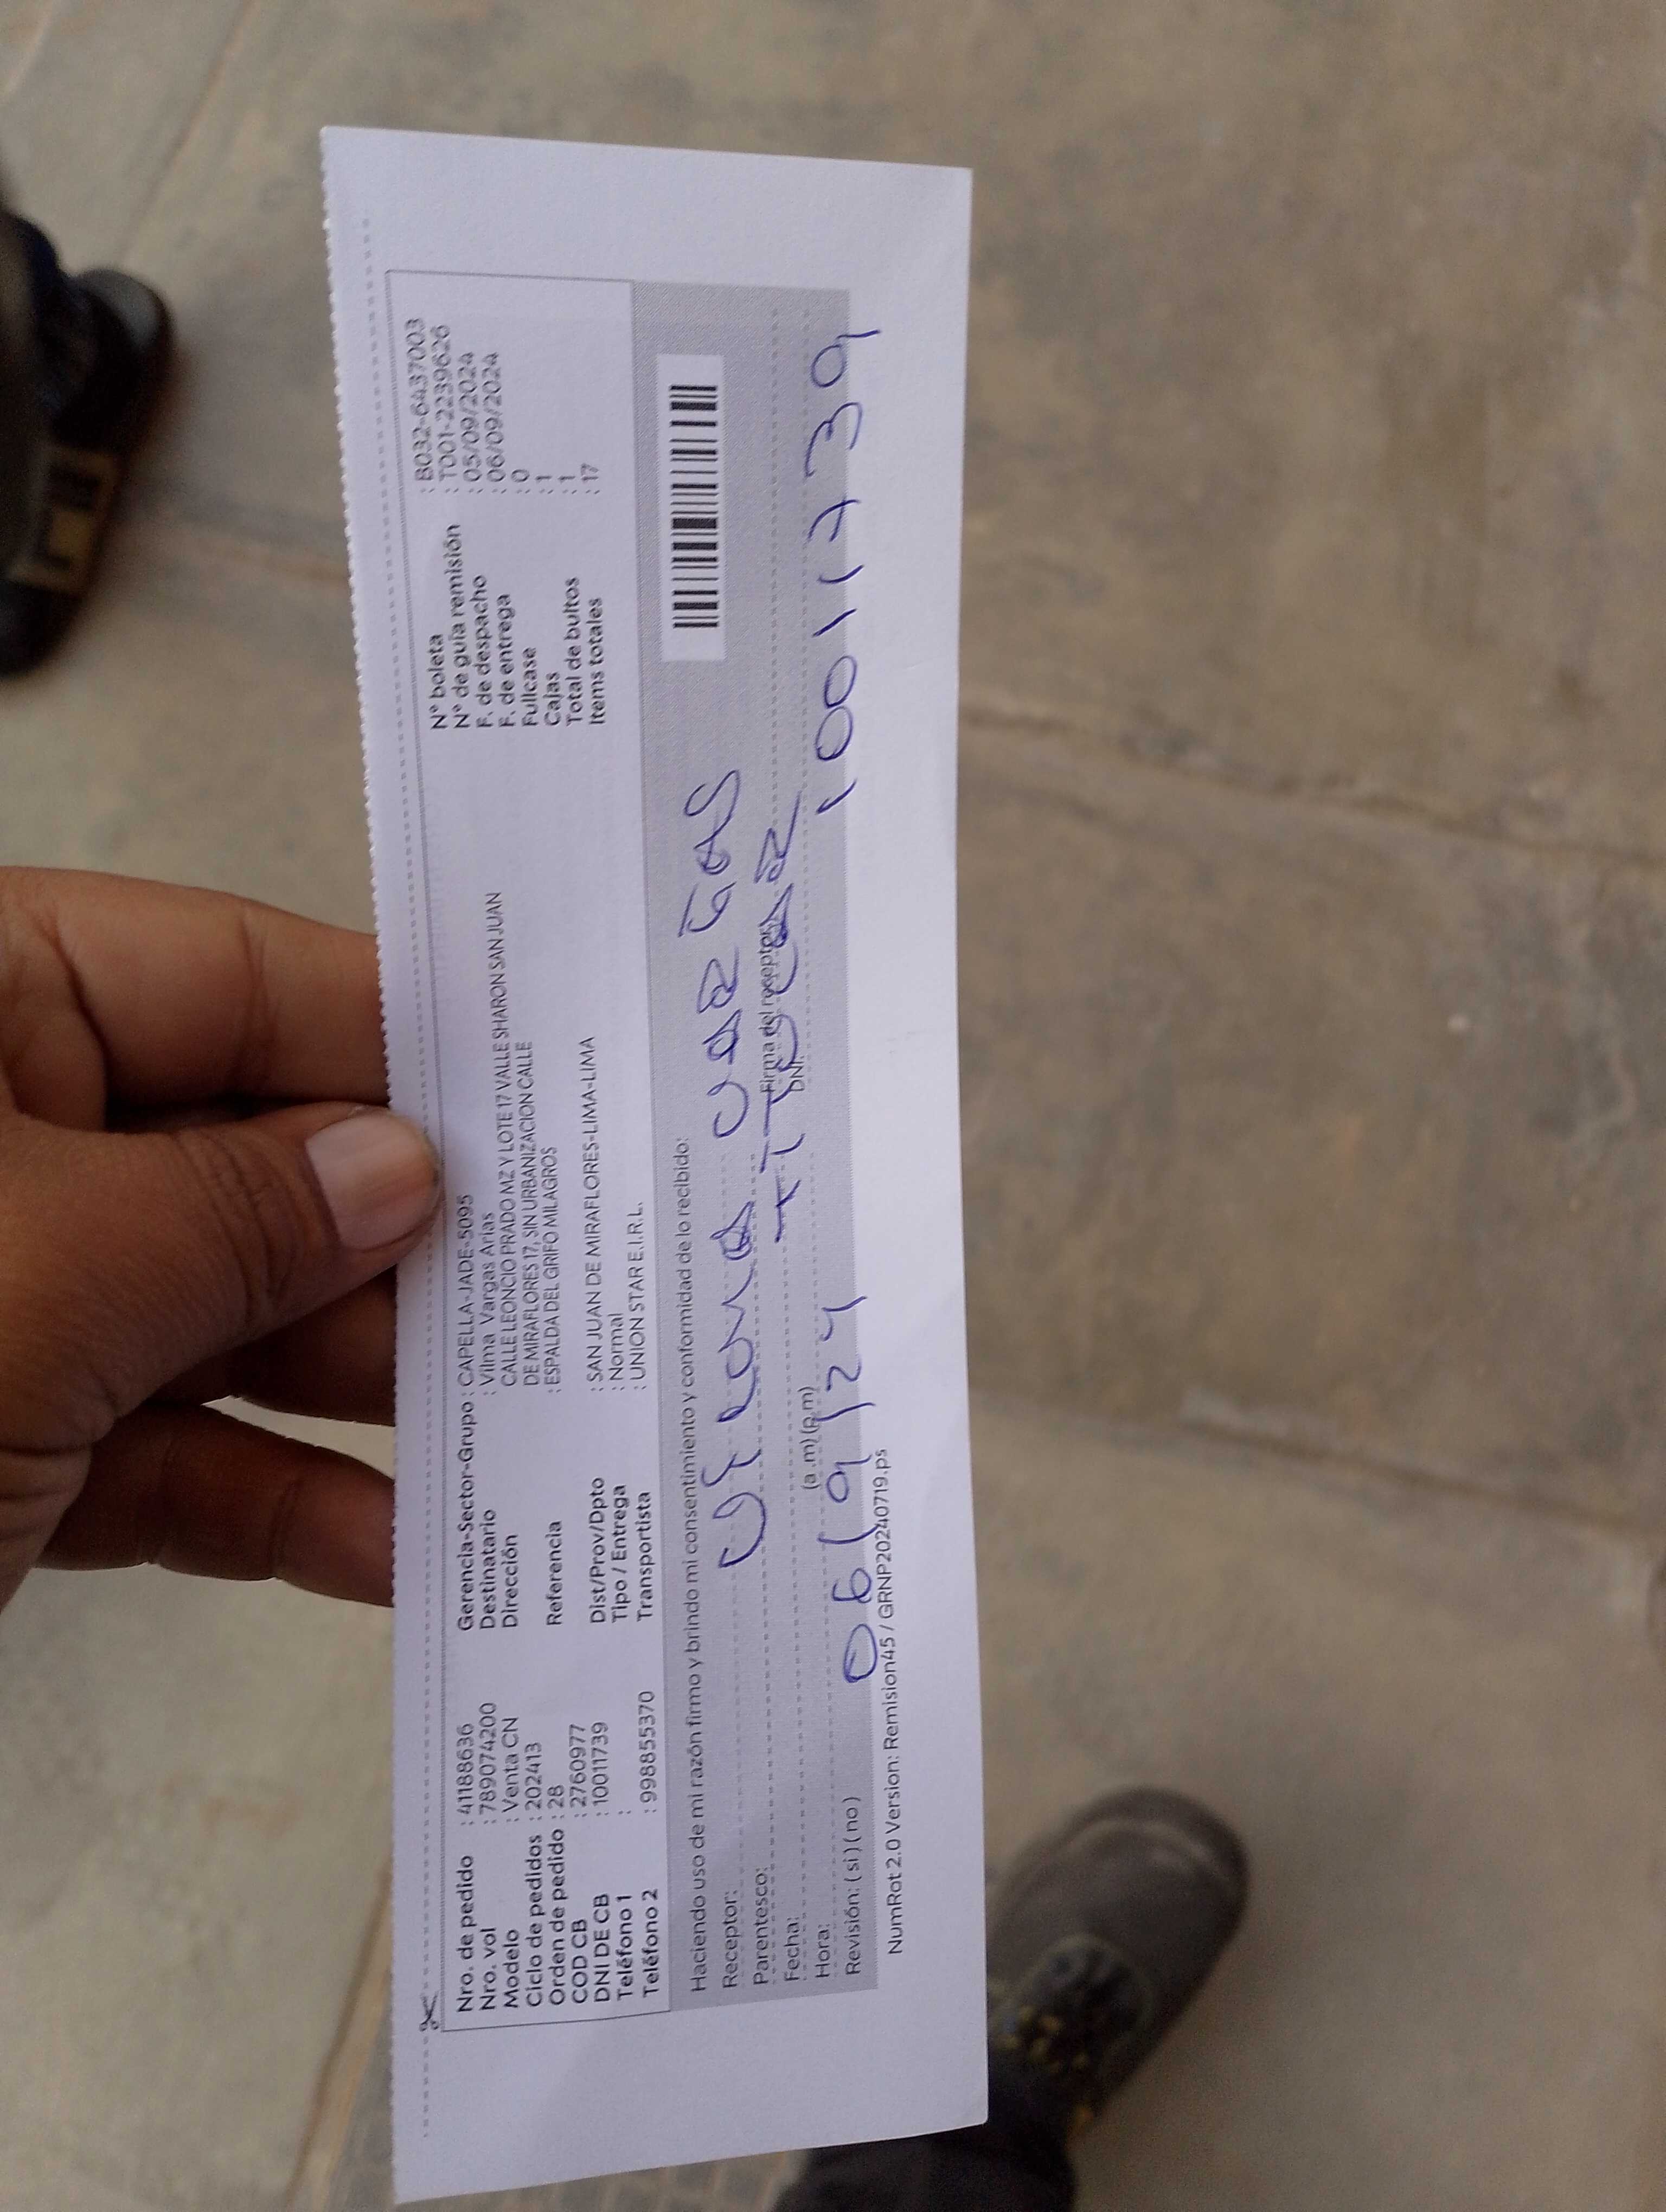 Nro. de pedido : 41188636
Nro. vol : 789074200
Modelo : Venta CN
Ciclo de pedidos : 202413
Orden de pedido : 28
COD CB : 2760977
DNI DE CB : 10011739
Teléfono 1 :
Teléfono 2 : 998855370
Gerencia-Sector-Grupo : CAPELLA-JADE-5095
Destinatario : Vilma Vargas Arias
Dirección CALLE LEONCIO PRADO MZ Y LOTE 17 VALLE SHARON SAN JUAN
DE MIRAFLORES 17, SIN URBANIZACION CALLE
Referencia : ESPALDA DEL GRIFO MILAGROS
Dist/Prov/Dpto : SAN JUAN DE MIRAFLORES-LIMA-LIMA
Tipo / Entrega : Normal
Transportista : UNION STAR E.I.R.L.
N° boleta : B032-6437003
N° de guía remisión : T001-2239626
F. de despacho : 05/09/2024
F. de entrega : 06/09/2024
Fullcase : 0
Cajas : 1
Total de bultos : 1
Items totales : 17
Haciendo uso de mi razón firmo y brindo mi consentimiento y conformidad de lo recibido:
Receptor:
Parentesco:
Fecha:
Hora: (a .m) (p.m)
Revisión: ( si ) ( no )
06/9/24
Firma del receptor
DNI:
10011739
NumRot 2.0 Version: Remision45 / GRNP20240719.ps